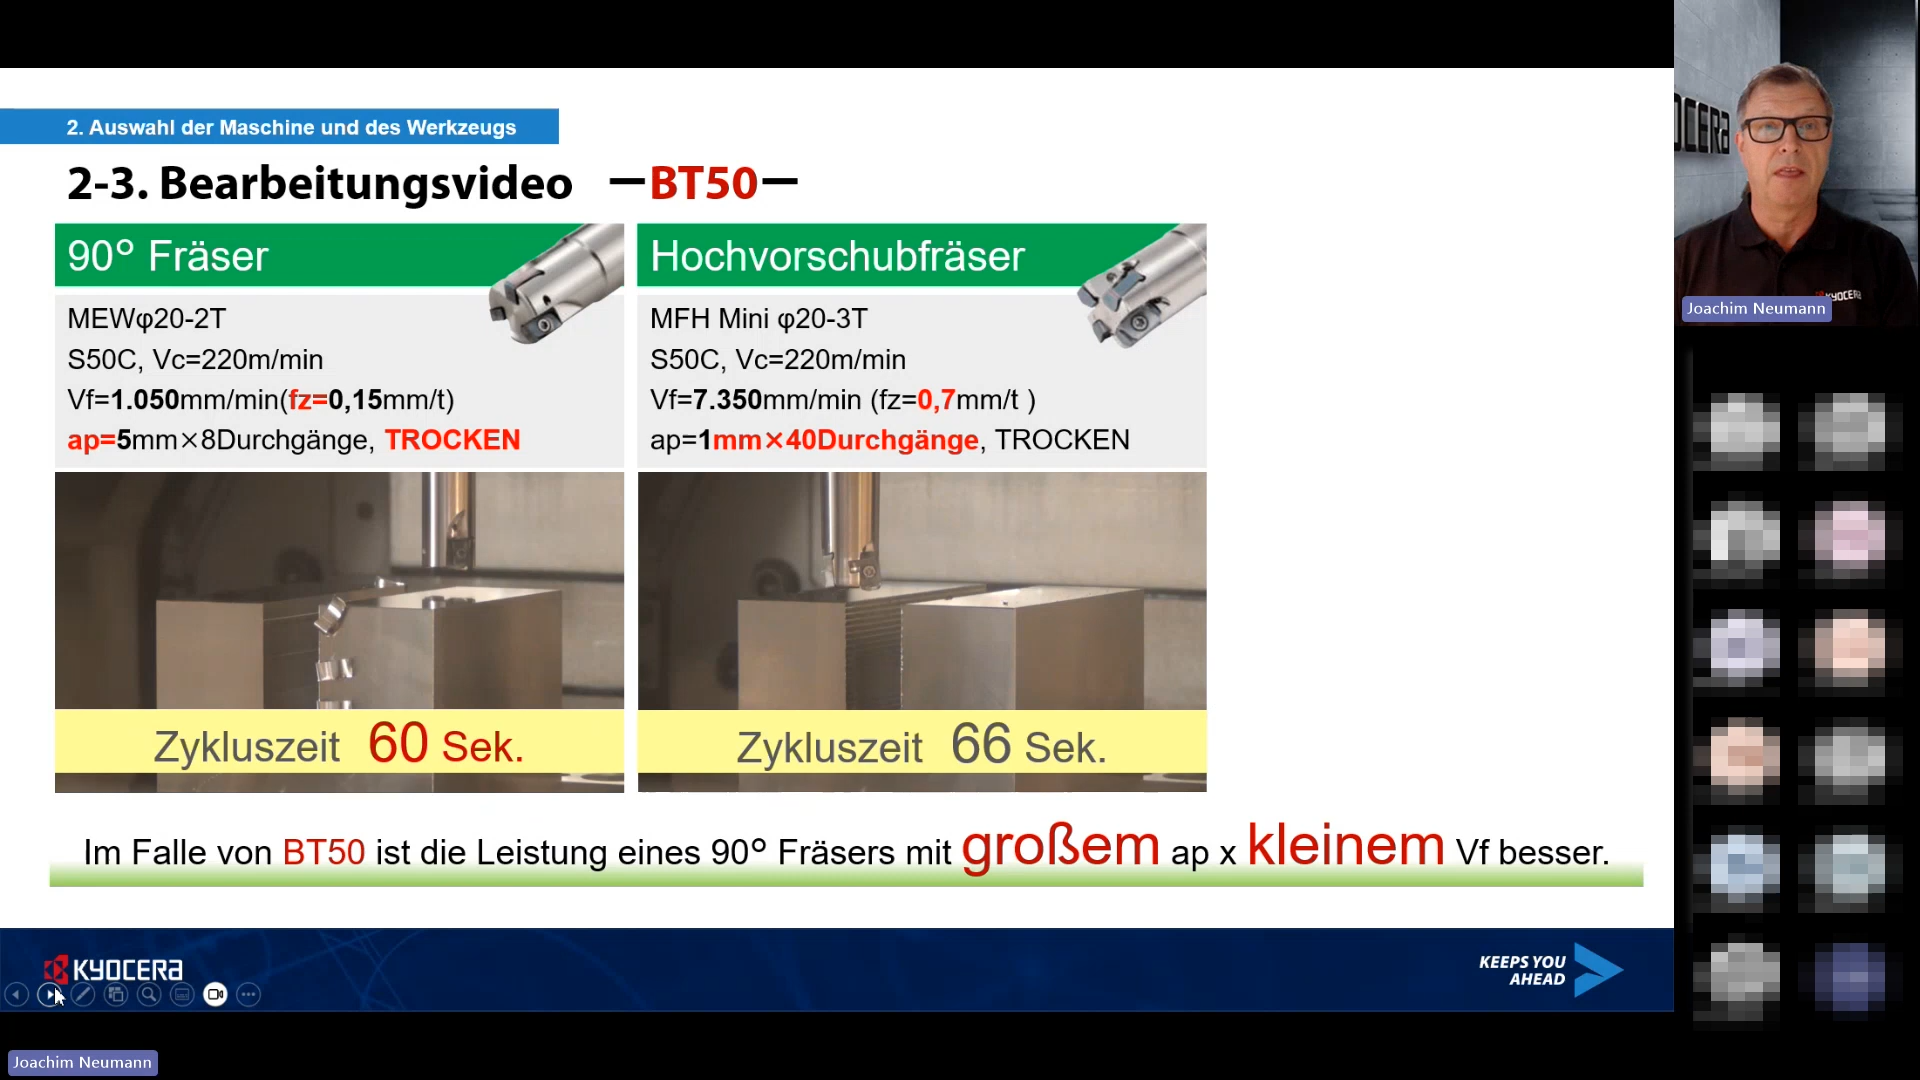 2. Auswahl der Maschine und des Werkzeugs
2-3. Bearbeitungsvideo －BT50－
90° Fräser
MEWφ20-2T
S50C, Vc=220m/min
Vf=1.050mm/min(fz=0,15mm/t)
ap=5mm×8Durchgänge, TROCKEN
Zykluszeit 60 Sek.
Hochvorschubfräser
MFH Mini φ20-3T
S50C, Vc=220m/min
Vf=7.350mm/min (fz=0,7mm/t )
ap=1mm×40Durchgänge, TROCKEN
Zykluszeit 66 Sek.
Im Falle von BT50 ist die Leistung eines 90° Fräsers mit großem ap x kleinem Vf besser.
KYOCERA
KEEPS YOU
AHEAD
Joachim Neumann
OCERA
KYOCERA
Joachim Neumann